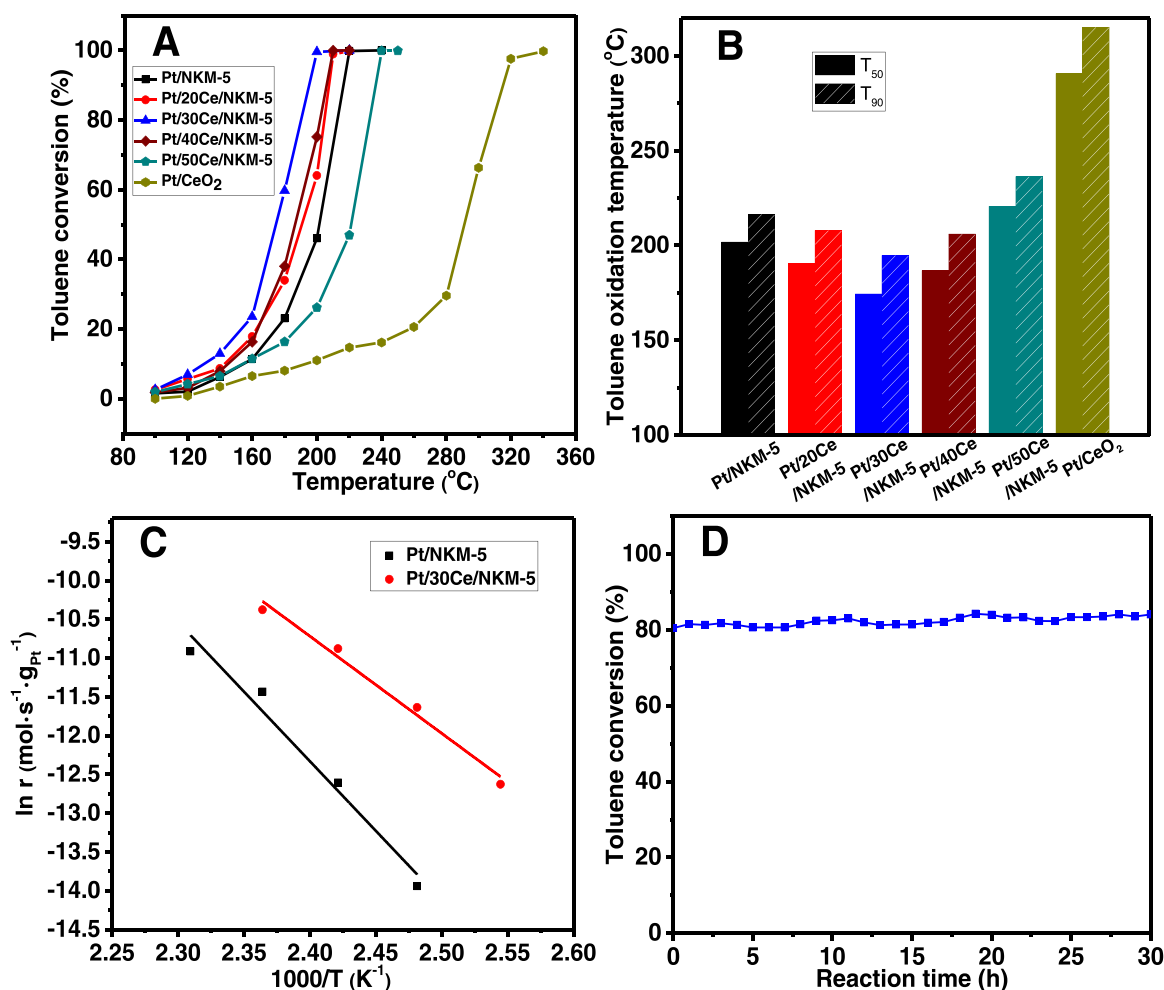 A
Toluene conversion (%)
100
80
60
40
20
0
Pt/NKM-5
Pt/20Ce/NKM-5
Pt/30Ce/NKM-5
Pt/40Ce/NKM-5
Pt/50Ce/NKM-5
Pt/CeO2
80 120 160 200 240 280 320 360
Temperature (°C)
B
Toluene oxidation temperature (°C)
300
250
200
150
100
T50
T90
Pt/NKM-5
Pt/20Ce
/NKM-5
Pt/30Ce
/NKM-5
Pt/40Ce
/NKM-5
Pt/50Ce
/NKM-5
Pt/CeO2
C
ln r (mol·s-1·gPt-1)
-9.5
-10.0
-10.5
-11.0
-11.5
-12.0
-12.5
-13.0
-13.5
-14.0
-14.5
Pt/NKM-5
Pt/30Ce/NKM-5
2.25 2.30 2.35 2.40 2.45 2.50 2.55 2.60
1000/T (K-1)
D
Toluene conversion (%)
100
80
60
40
20
0
0 5 10 15 20 25 30
Reaction time (h)